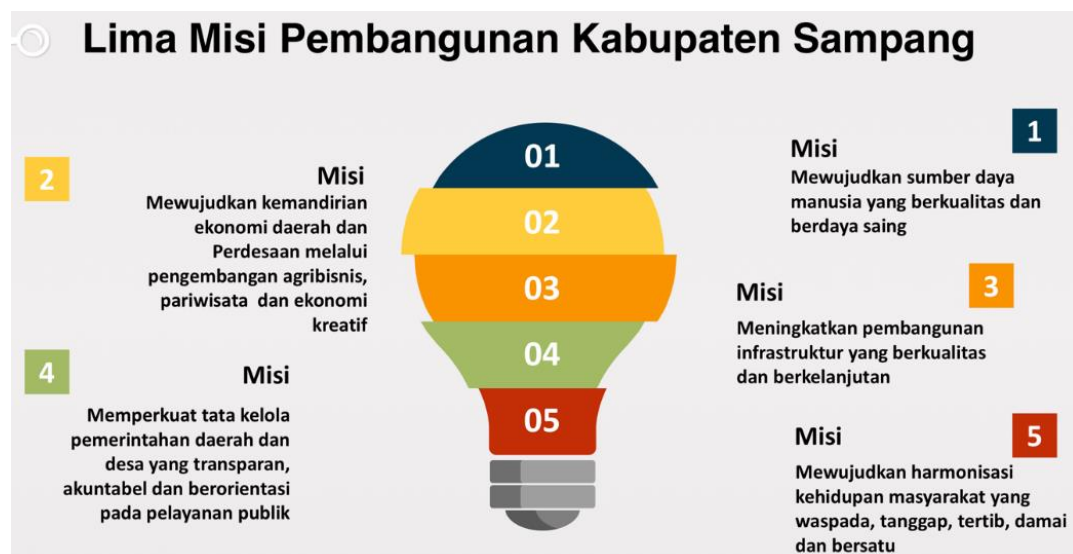 Lima Misi Pembangunan Kabupaten Sampang
01
02
03
04
05
1
Misi
Mewujudkan sumber daya
manusia yang berkualitas dan
berdaya saing
2
Misi
Mewujudkan kemandirian
ekonomi daerah dan
Perdesaan melalui
pengembangan agribisnis,
pariwisata dan ekonomi
kreatif
3
Misi
Meningkatkan pembangunan
infrastruktur yang berkualitas
dan berkelanjutan
4
Misi
Memperkuat tata kelola
pemerintahan daerah dan
desa yang transparan,
akuntabel dan berorientasi
pada pelayanan publik
5
Misi
Mewujudkan harmonisasi
kehidupan masyarakat yang
waspada, tanggap, tertib, damai
dan bersatu